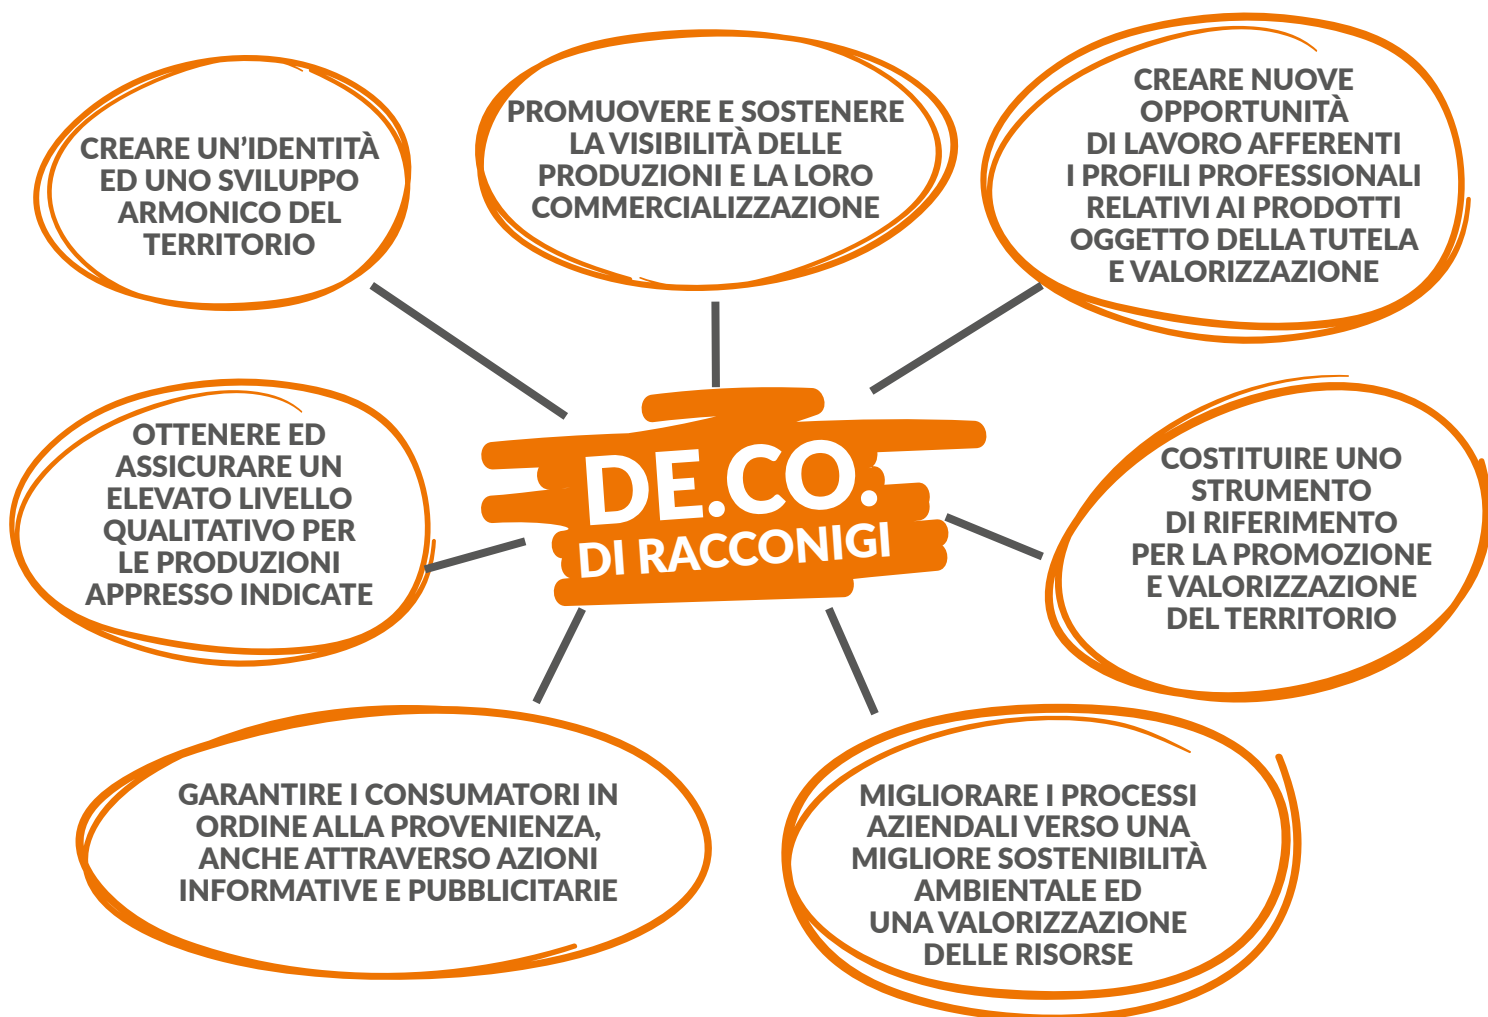 CREARE UN'IDENTITÀ
ED UNO SVILUPPO
ARMONICO DEL
TERRITORIO
PROMUOVERE E SOSTENERE
LA VISIBILITÀ DELLE
PRODUZIONI E LA LORO
COMMERCIALIZZAZIONE
CREARE NUOVE
OPPORTUNITÀ
DI LAVORO AFFERENTI
I PROFILI PROFESSIONALI
RELATIVI AI PRODOTTI
OGGETTO DELLA TUTELA
E VALORIZZAZIONE
OTTENERE ED
ASSICURARE UN
ELEVATO LIVELLO
QUALITATIVO PER
LE PRODUZIONI
APPRESSO INDICATE
DE.CO.
DI RACCONIGI
COSTITUIRE UNO
STRUMENTO
DI RIFERIMENTO
PER LA PROMOZIONE
E VALORIZZAZIONE
DEL TERRITORIO
GARANTIRE I CONSUMATORI IN
ORDINE ALLA PROVENIENZA,
ANCHE ATTRAVERSO AZIONI
INFORMATIVE E PUBBLICITARIE
MIGLIORARE I PROCESSI
AZIENDALI VERSO UNA
MIGLIORE SOSTENIBILITÀ
AMBIENTALE ED
UNA VALORIZZAZIONE
DELLE RISORSE